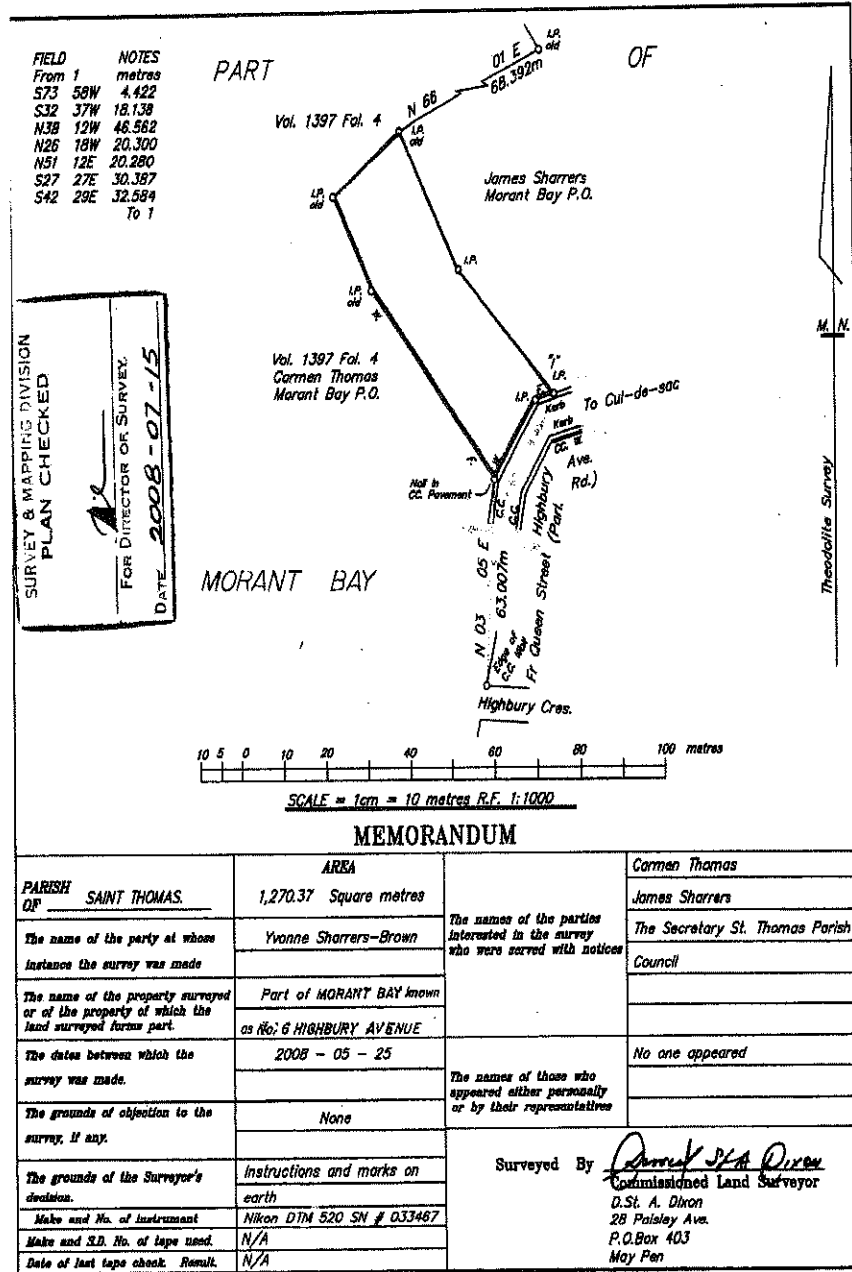 FIELD NOTES
From 1 metres
S73 58W 4.422
S32 37W 18.138
N38 12W 46.562
N26 18W 20.300
N51 12E 20.280
S27 27E 30.387
S42 29E 32.584
To 1
PART
OF
I.P.
old
N 66 01 E
68.392m
Vol. 1397 Fol. 4
I.P.
old
I.P.
old
James Sharrers
Morant Bay P.O.
I.P.
I.P.
old
M. N.
Vol. 1397 Fol. 4
Carmen Thomas
Morant Bay P.O.
"1"
I.P.
I.P.
Kerb
To Cul-de-sac
Kerb
CC. W.
Nail in
CC. Pavement
C.C.
C.C.
Highbury Ave.
Fr Queen Street (Parl. Rd.)
N 03 05 E
63.007m
Edge of
Highbury Cres.
MORANT BAY
Theodolite Survey
SURVEY & MAPPING DIVISION
PLAN CHECKED
FOR DIRECTOR OF SURVEY.
DATE 2008-07-15
10 5 0 10 20 40 60 80 100 metres
SCALE = 1cm = 10 metres R.F. 1:1000
MEMORANDUM
PARISH
OF SAINT THOMAS.
AREA
1,270.37 Square metres
The name of the party at whose
instance the survey was made
Yvonne Sharrers-Brown
The name of the property surveyed
or of the property of which the
land surveyed forms part.
Part of MORANT BAY known
as No; 6 HIGHBURY AVENUE
The dates between which the
survey was made.
2008 - 05 - 25
The grounds of objection to the
survey, if any.
None
The grounds of the Surveyor's
decision.
Instructions and marks on
earth
Make and No. of instrument
Nikon DTM 520 SN # 033467
Make and S.D. No. of tape used.
N/A
Date of last tape check. Result.
N/A
The names of the parties
interested in the survey
who were served with notices
Carmen Thomas
James Sharrers
The Secretary St. Thomas Parish
Council
The names of those who
appeared either personally
or by their representatives
No one appeared
Surveyed By
Commissioned Land Surveyor
D.St. A. Dixon
28 Paisley Ave.
P.O.Box 403
May Pen